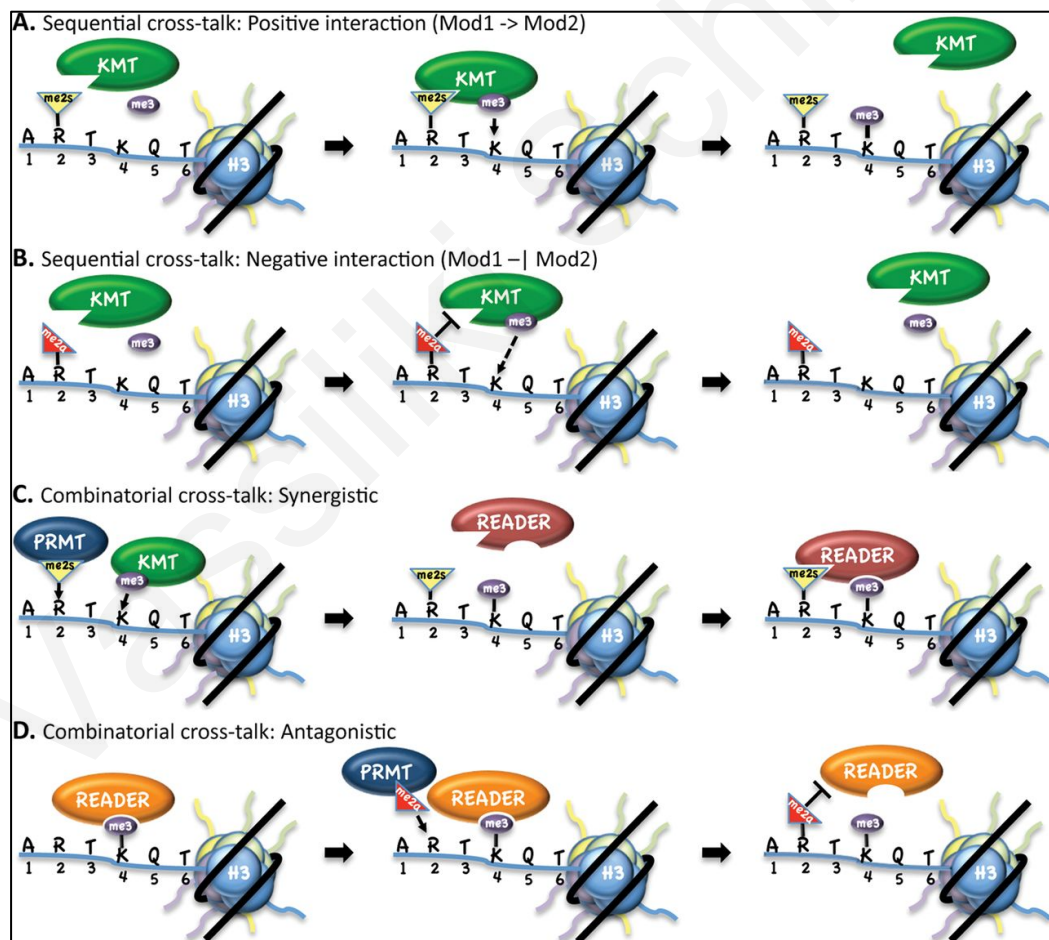 A. Sequential cross-talk: Positive interaction (Mod1 -> Mod2)
KMT KMT KMT
me2s me3 me2s me3 me2s me3
A R T K Q T A R T K Q T A R T K Q T
1 2 3 4 5 6 1 2 3 4 5 6 1 2 3 4 5 6
H3 H3 H3
B. Sequential cross-talk: Negative interaction (Mod1 –| Mod2)
KMT KMT KMT
me2a me3 me2a me3 me2a me3
A R T K Q T A R T K Q T A R T K Q T
1 2 3 4 5 6 1 2 3 4 5 6 1 2 3 4 5 6
H3 H3 H3
C. Combinatorial cross-talk: Synergistic
PRMT KMT READER READER
me2s me3 me2s me3 me2s me3
A R T K Q T A R T K Q T A R T K Q T
1 2 3 4 5 6 1 2 3 4 5 6 1 2 3 4 5 6
H3 H3 H3
D. Combinatorial cross-talk: Antagonistic
READER PRMT READER READER
me3 me2a me3 me2a me3
A R T K Q T A R T K Q T A R T K Q T
1 2 3 4 5 6 1 2 3 4 5 6 1 2 3 4 5 6
H3 H3 H3
Vassiliki